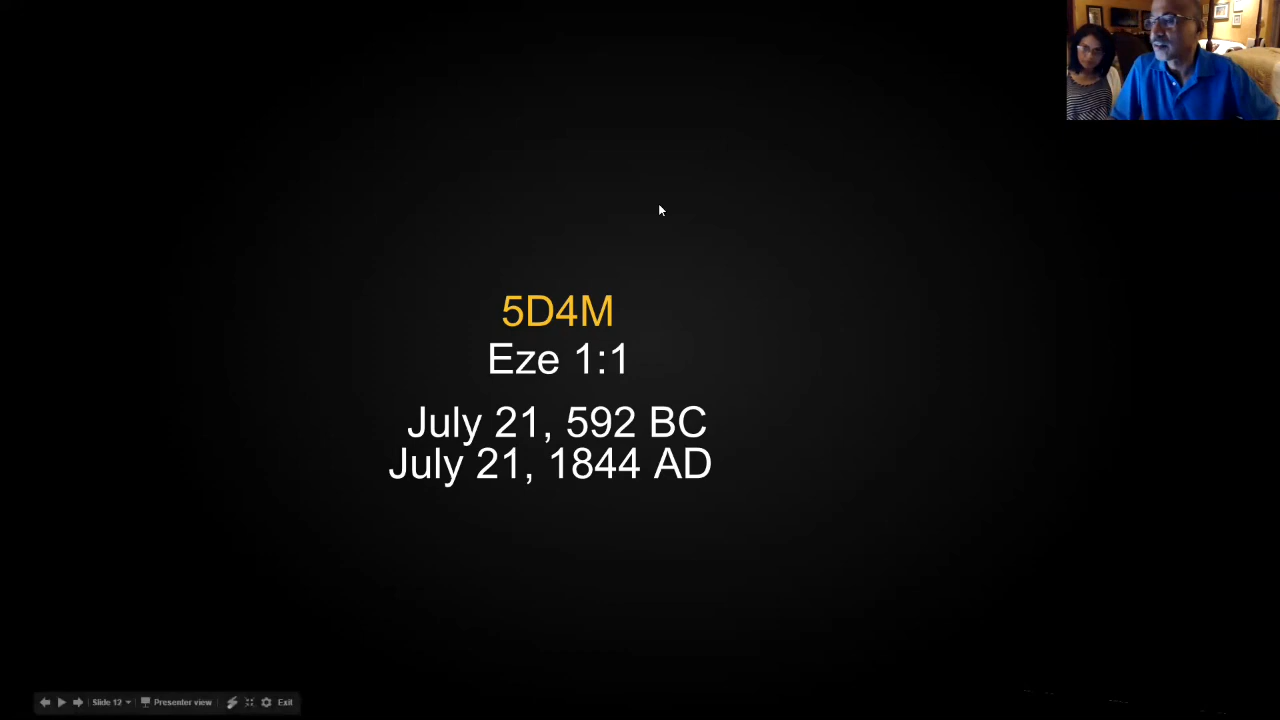 5D4M
Eze 1:1
July 21, 592 BC
July 21, 1844 AD
Slide 12 Presenter view Exit